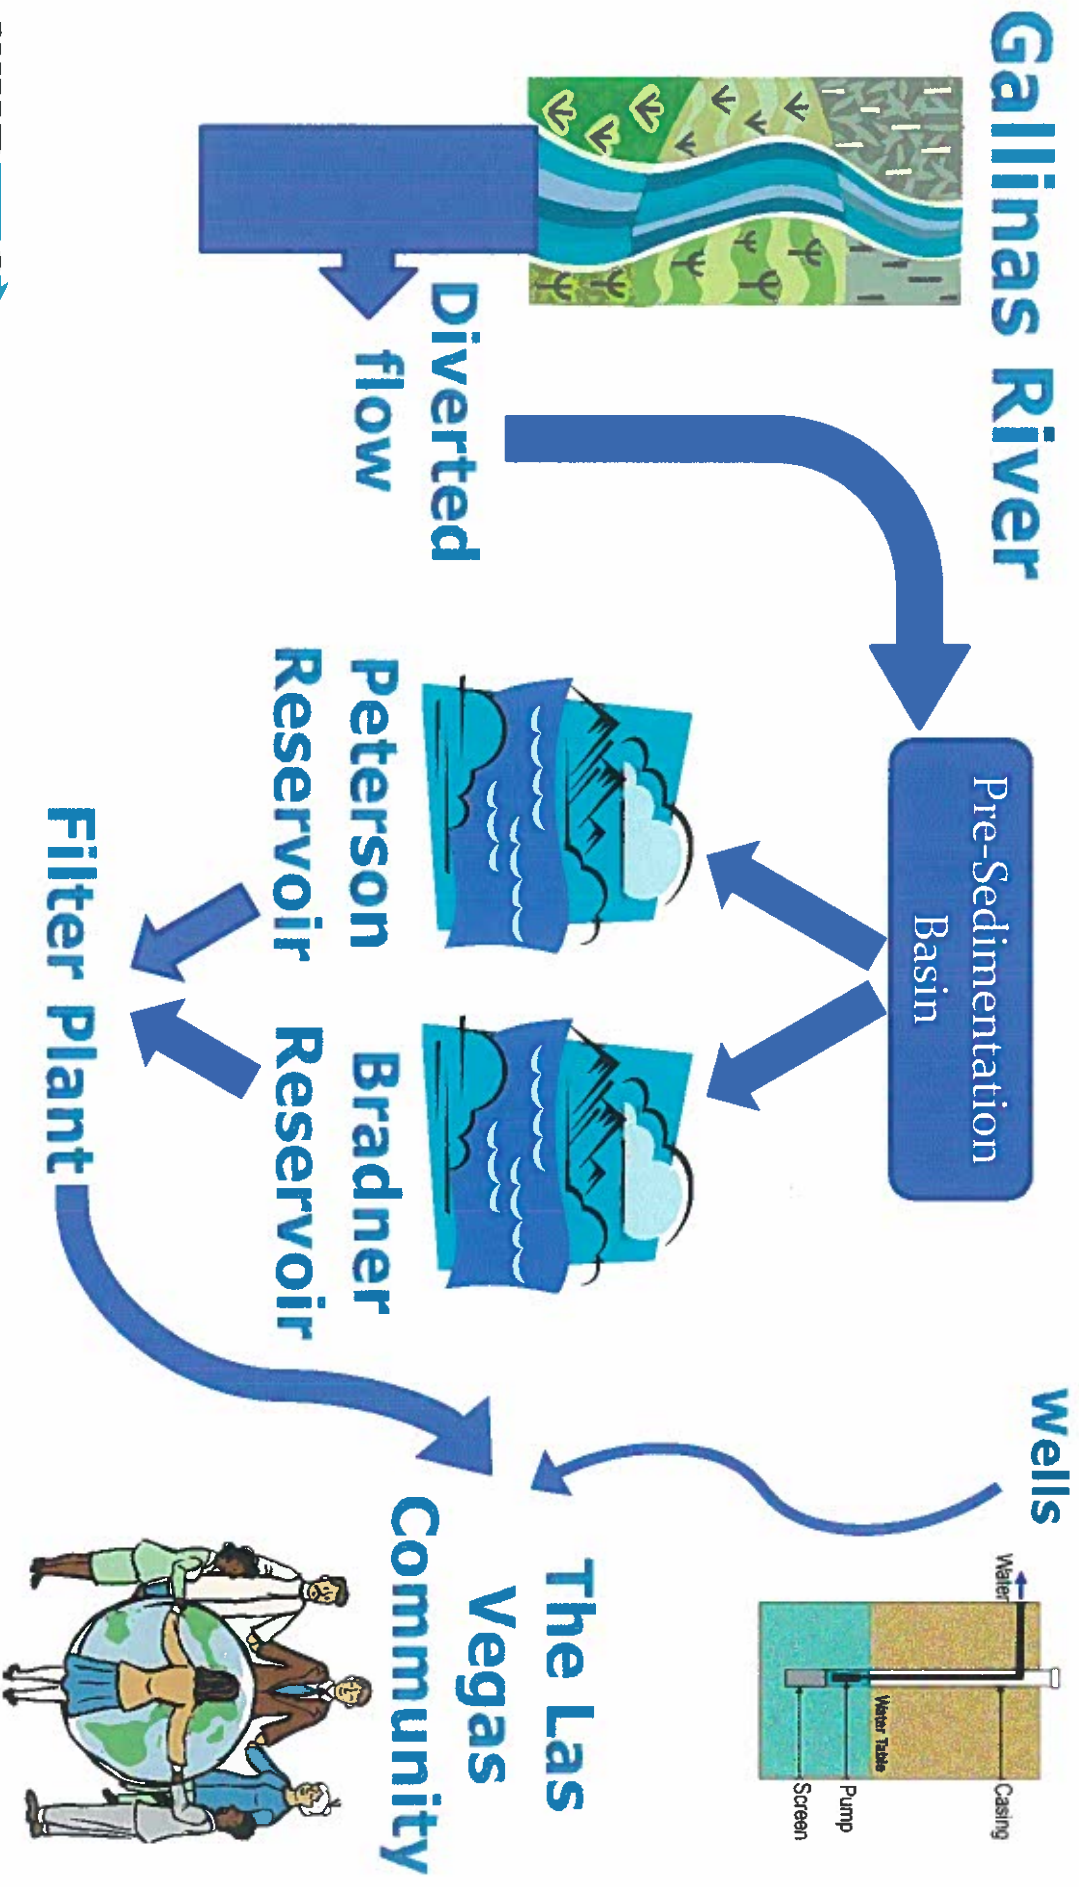 Gallinas River
Diverted
flow
Pre-Sedimentation
Basin
Peterson
Reservoir
Bradner
Reservoir
Filter Plant
Wells
Water
Water Table
Casing
Pump
Screen
The Las
Vegas
Community